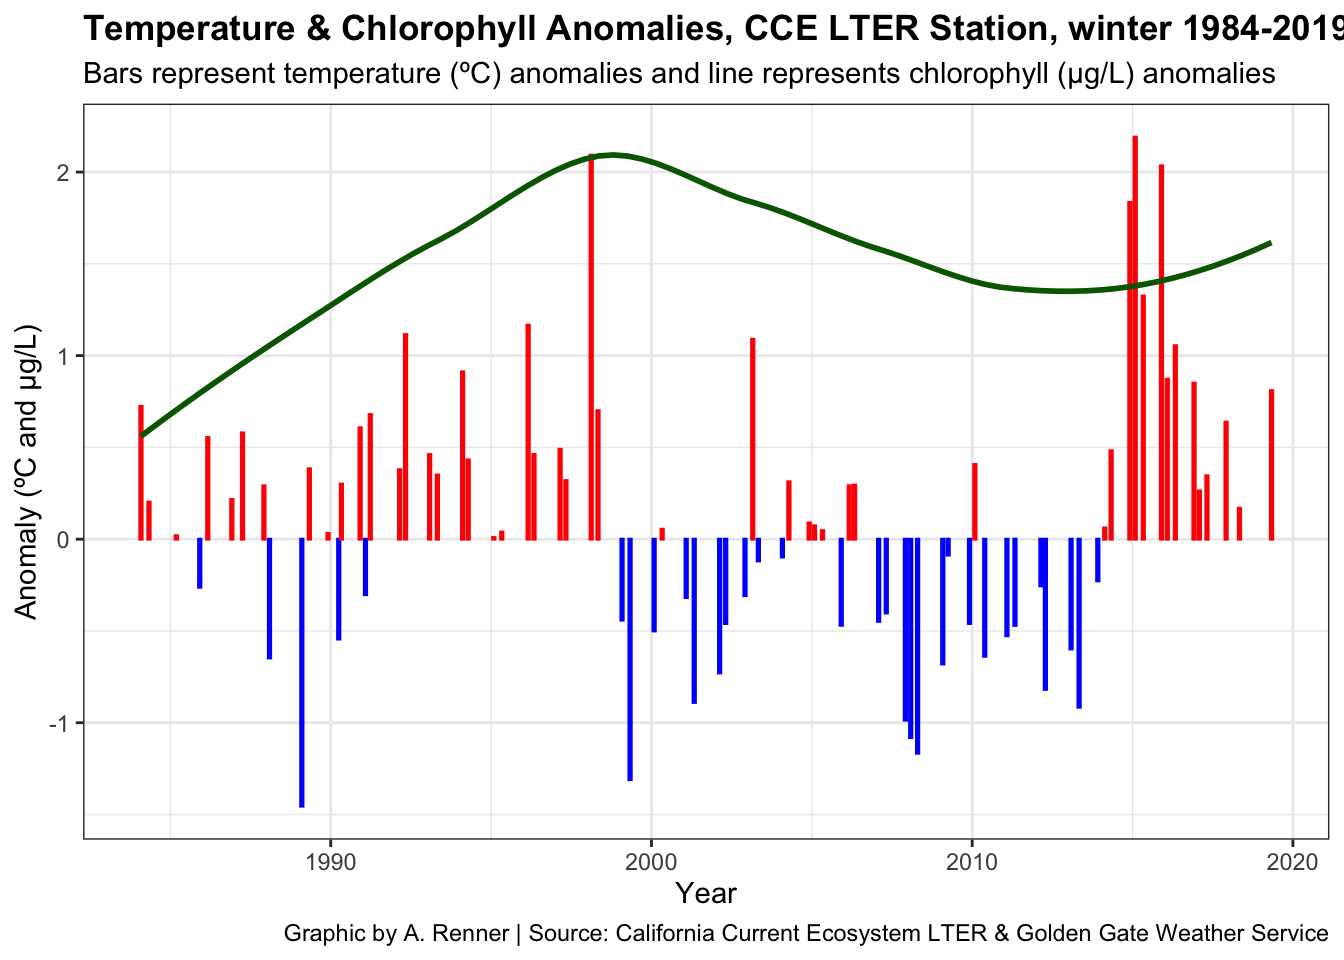 Temperature & Chlorophyll Anomalies, CCE LTER Station, winter 1984-2019
Bars represent temperature (ºC) anomalies and line represents chlorophyll (µg/L) anomalies
Anomaly (ºC and µg/L)
2
1
0
-1
1990
2000
2010
2020
Year
Graphic by A. Renner | Source: California Current Ecosystem LTER & Golden Gate Weather Service